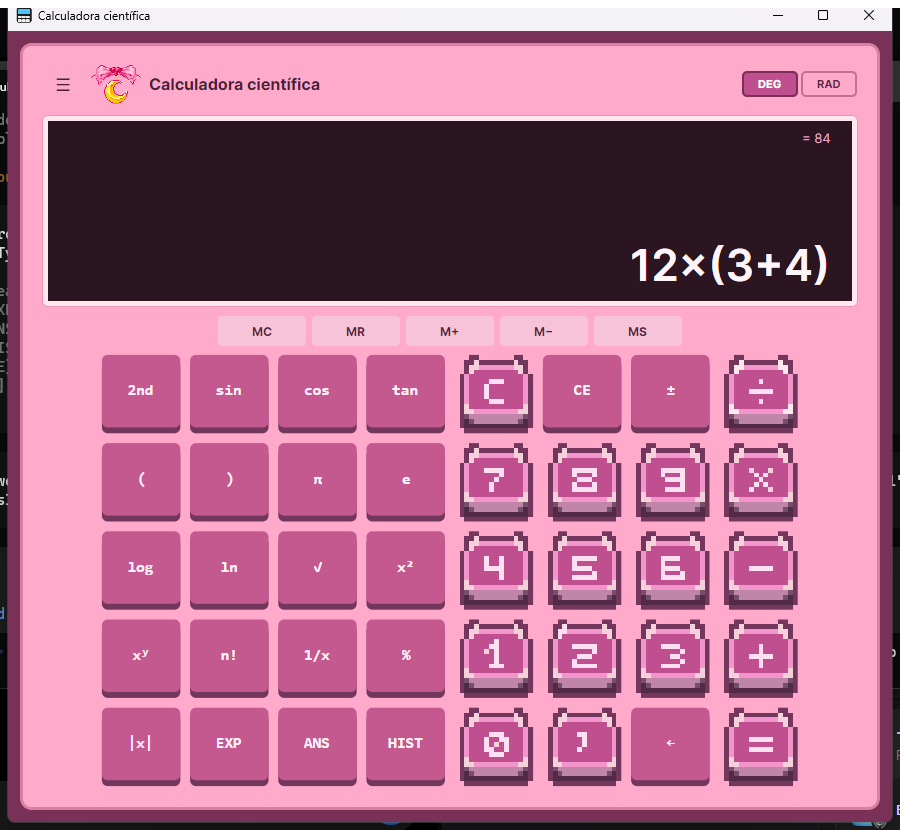 Calculadora científica
☰ Calculadora científica DEG RAD
= 84
12×(3+4)
MC MR M+ M− MS
2nd sin cos tan C CE ± ÷
( ) π e 7 8 9 ×
log ln √ x² 4 5 6 −
xʸ n! 1/x % 1 2 3 +
|x| EXP ANS HIST 0 , ← =